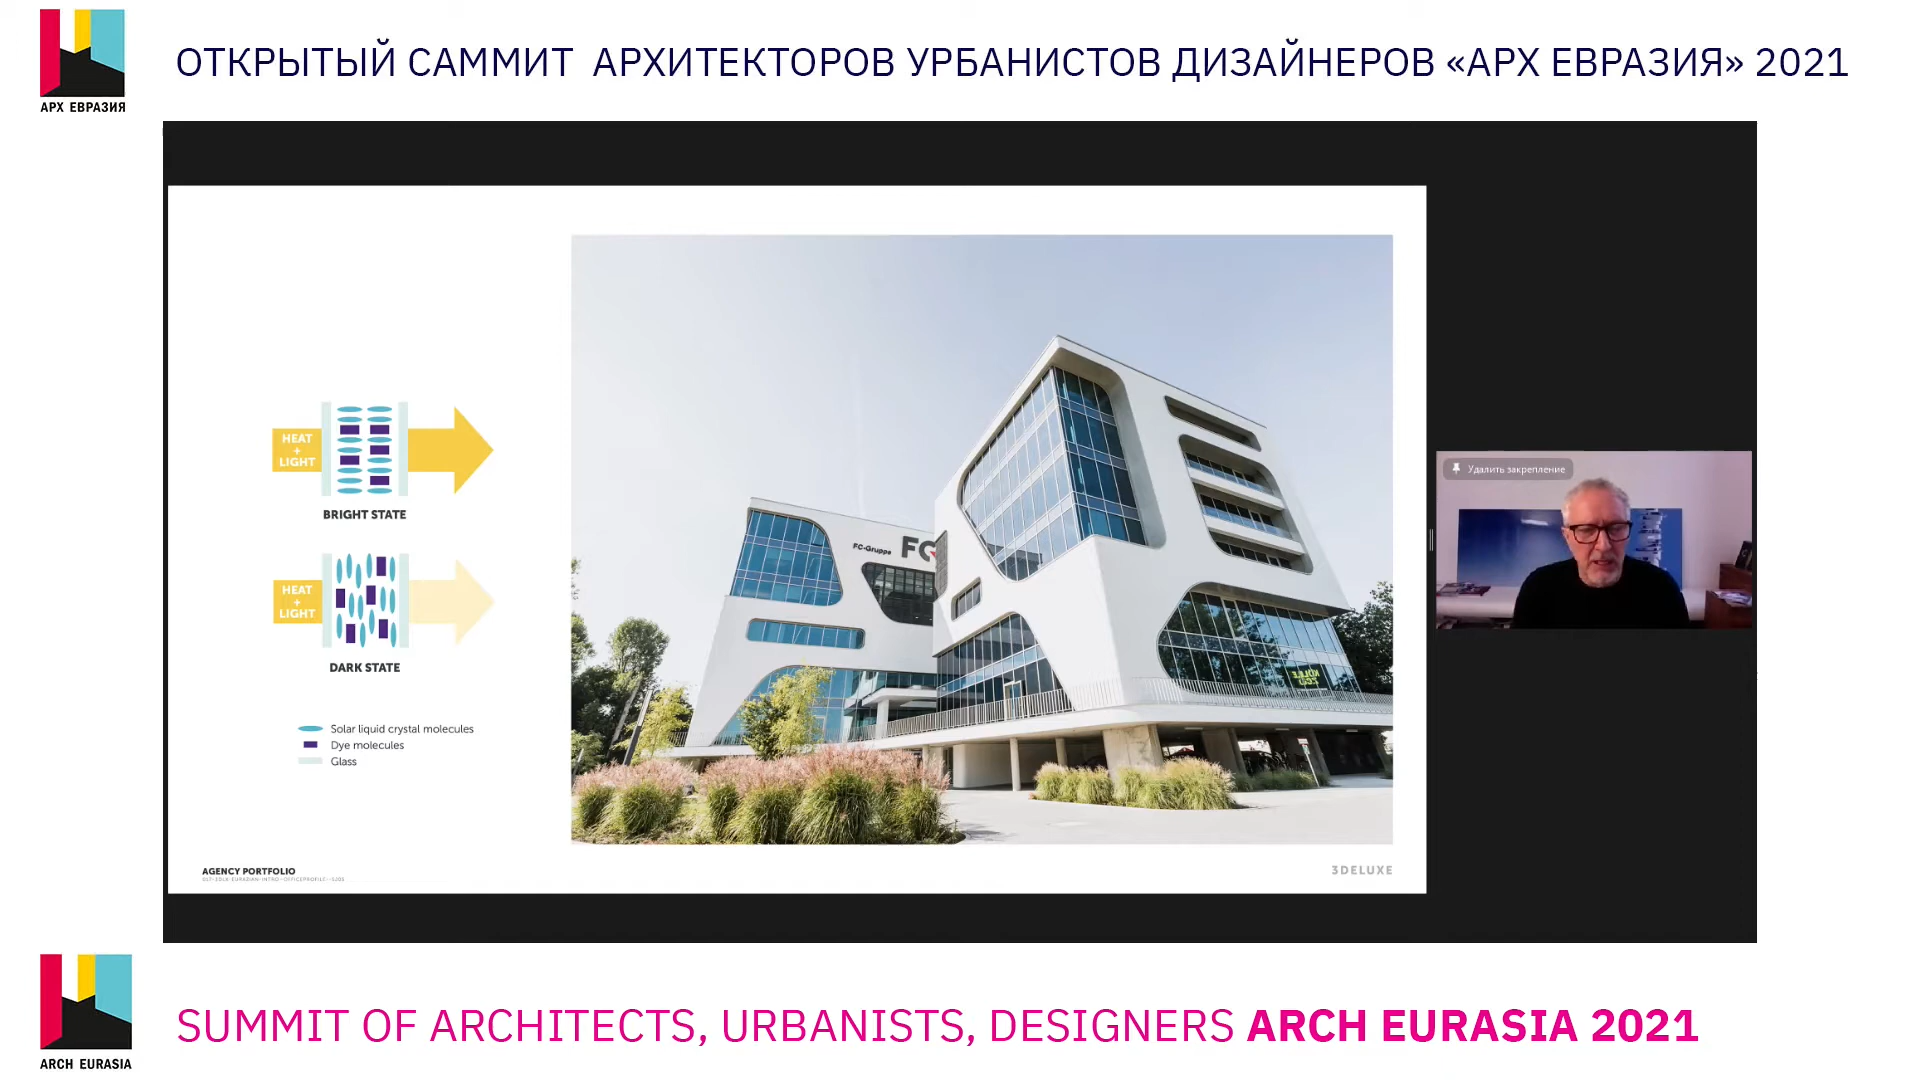 АРХ ЕВРАЗИЯ
ОТКРЫТЫЙ САММИТ АРХИТЕКТОРОВ УРБАНИСТОВ ДИЗАЙНЕРОВ «АРХ ЕВРАЗИЯ» 2021
HEAT
+
LIGHT
BRIGHT STATE
HEAT
+
LIGHT
DARK STATE
Solar liquid crystal molecules
Dye molecules
Glass
FC-Gruppe FC
Удалить закрепление
AGENCY PORTFOLIO
3DELUXE
ARCH EURASIA
SUMMIT OF ARCHITECTS, URBANISTS, DESIGNERS ARCH EURASIA 2021